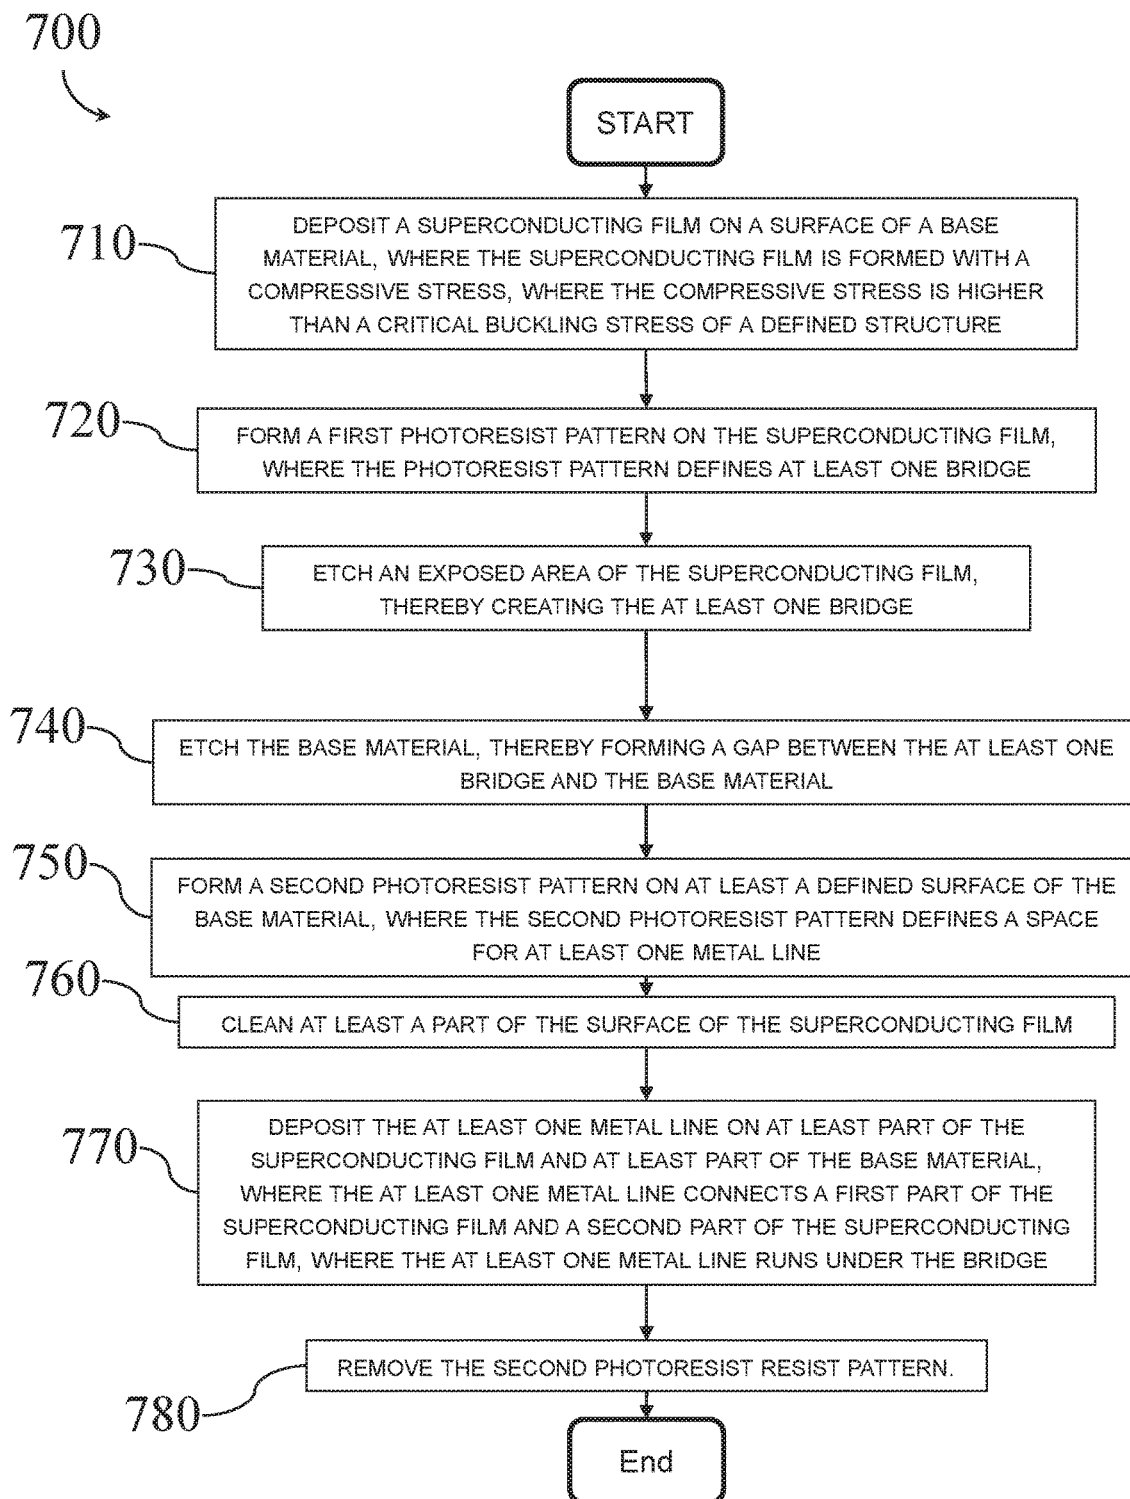 700
START
710
DEPOSIT A SUPERCONDUCTING FILM ON A SURFACE OF A BASE
MATERIAL, WHERE THE SUPERCONDUCTING FILM IS FORMED WITH A
COMPRESSIVE STRESS, WHERE THE COMPRESSIVE STRESS IS HIGHER
THAN A CRITICAL BUCKLING STRESS OF A DEFINED STRUCTURE
720
FORM A FIRST PHOTORESIST PATTERN ON THE SUPERCONDUCTING FILM,
WHERE THE PHOTORESIST PATTERN DEFINES AT LEAST ONE BRIDGE
730
ETCH AN EXPOSED AREA OF THE SUPERCONDUCTING FILM,
THEREBY CREATING THE AT LEAST ONE BRIDGE
740
ETCH THE BASE MATERIAL, THEREBY FORMING A GAP BETWEEN THE AT LEAST ONE
BRIDGE AND THE BASE MATERIAL
750
FORM A SECOND PHOTORESIST PATTERN ON AT LEAST A DEFINED SURFACE OF THE
BASE MATERIAL, WHERE THE SECOND PHOTORESIST PATTERN DEFINES A SPACE
FOR AT LEAST ONE METAL LINE
760
CLEAN AT LEAST A PART OF THE SURFACE OF THE SUPERCONDUCTING FILM
770
DEPOSIT THE AT LEAST ONE METAL LINE ON AT LEAST PART OF THE
SUPERCONDUCTING FILM AND AT LEAST PART OF THE BASE MATERIAL,
WHERE THE AT LEAST ONE METAL LINE CONNECTS A FIRST PART OF THE
SUPERCONDUCTING FILM AND A SECOND PART OF THE SUPERCONDUCTING
FILM, WHERE THE AT LEAST ONE METAL LINE RUNS UNDER THE BRIDGE
REMOVE THE SECOND PHOTORESIST RESIST PATTERN.
780
End